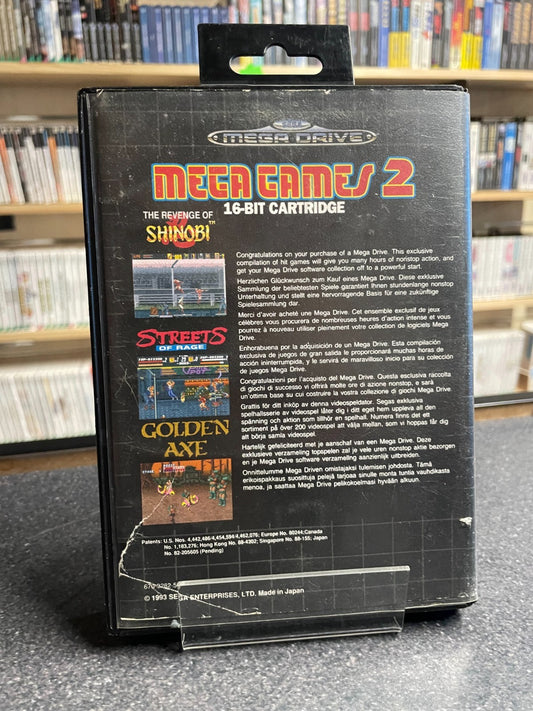 SEGA
MEGA DRIVE
MEGA GAMES 2
16-BIT CARTRIDGE
THE REVENGE OF
SHINOBI™
STREETS
OF RAGE
GOLDEN
AXE
Congratulations on your purchase of a Mega Drive. This exclusive
compilation of hit games will give you many hours of nonstop action, and
get your Mega Drive software collection off to a powerful start.
Herzlichen Glückwunsch zum Kauf eines Mega Drive. Diese exklusive
Sammlung der beliebtesten Spiele garantiert Ihnen stundenlange nonstop
Unterhaltung und stellt eine hervorragende Basis für eine zukünftige
Spielesammlung dar.
Merci d'avoir acheté une Mega Drive. Cet ensemble exclusif de jeux
célèbres vous procurera de nombreuses heures d'action intense et vous
pourrez à nouveau utiliser pleinement votre collection de logiciels Mega
Drive.
Enhorabuena por la adquisición de un Mega Drive. Esta compilación
exclusiva de juegos de gran salida le proporcionará muchas horas de
acción ininterrumpida, y le servirá de maravilloso inicio para su colección
de juegos Mega Drive.
Congratulazioni per l'acquisto del Mega Drive. Questa esclusiva raccolta
di giochi di successo vi offrirà molte ore di azione nonstop, e sarà
un'ottima base su cui costruire la vostra collezione di giochi Mega Drive.
Grattis för ditt inköp av denna videospeldator. Segas exklusiva
spelhalisserie av videospel låter dig i ditt eget hem uppleva all den
spänning och aktion som tillhör en spelhall. Numera finns det ett
sortiment på över 200 videospel att välja mellan, som vi hoppas får dig
att börja samla videospel.
Hartelijk gefeliciteerd met je aanschaf van een Mega Drive. Deze
exklusieve verzameling topspelen zal je vele uren nonstop aktie bezorgen
en je Mega Drive software verzameling aanzienlijk uitbreiden.
Onnittelumme Mega Driven omistajaksi tulemisen johdosta. Tämä
erikoispakkaus suosittuja pelejä tarjoaa sinulle monta tuntia vauhdikasta
menoa, ja saattaa Mega Drive pelikokoelmasi hyvään alkuun.
Patents: U.S. Nos. 4,442,486/4,454,594/4,462,076; Europe No. 80244;Canada
No. 1,183,276; Hong Kong No. 88-4302; Singapore No. 88-155; Japan
No. 82-205605 (Pending)
© 1993 SEGA ENTERPRISES, LTD. Made in Japan